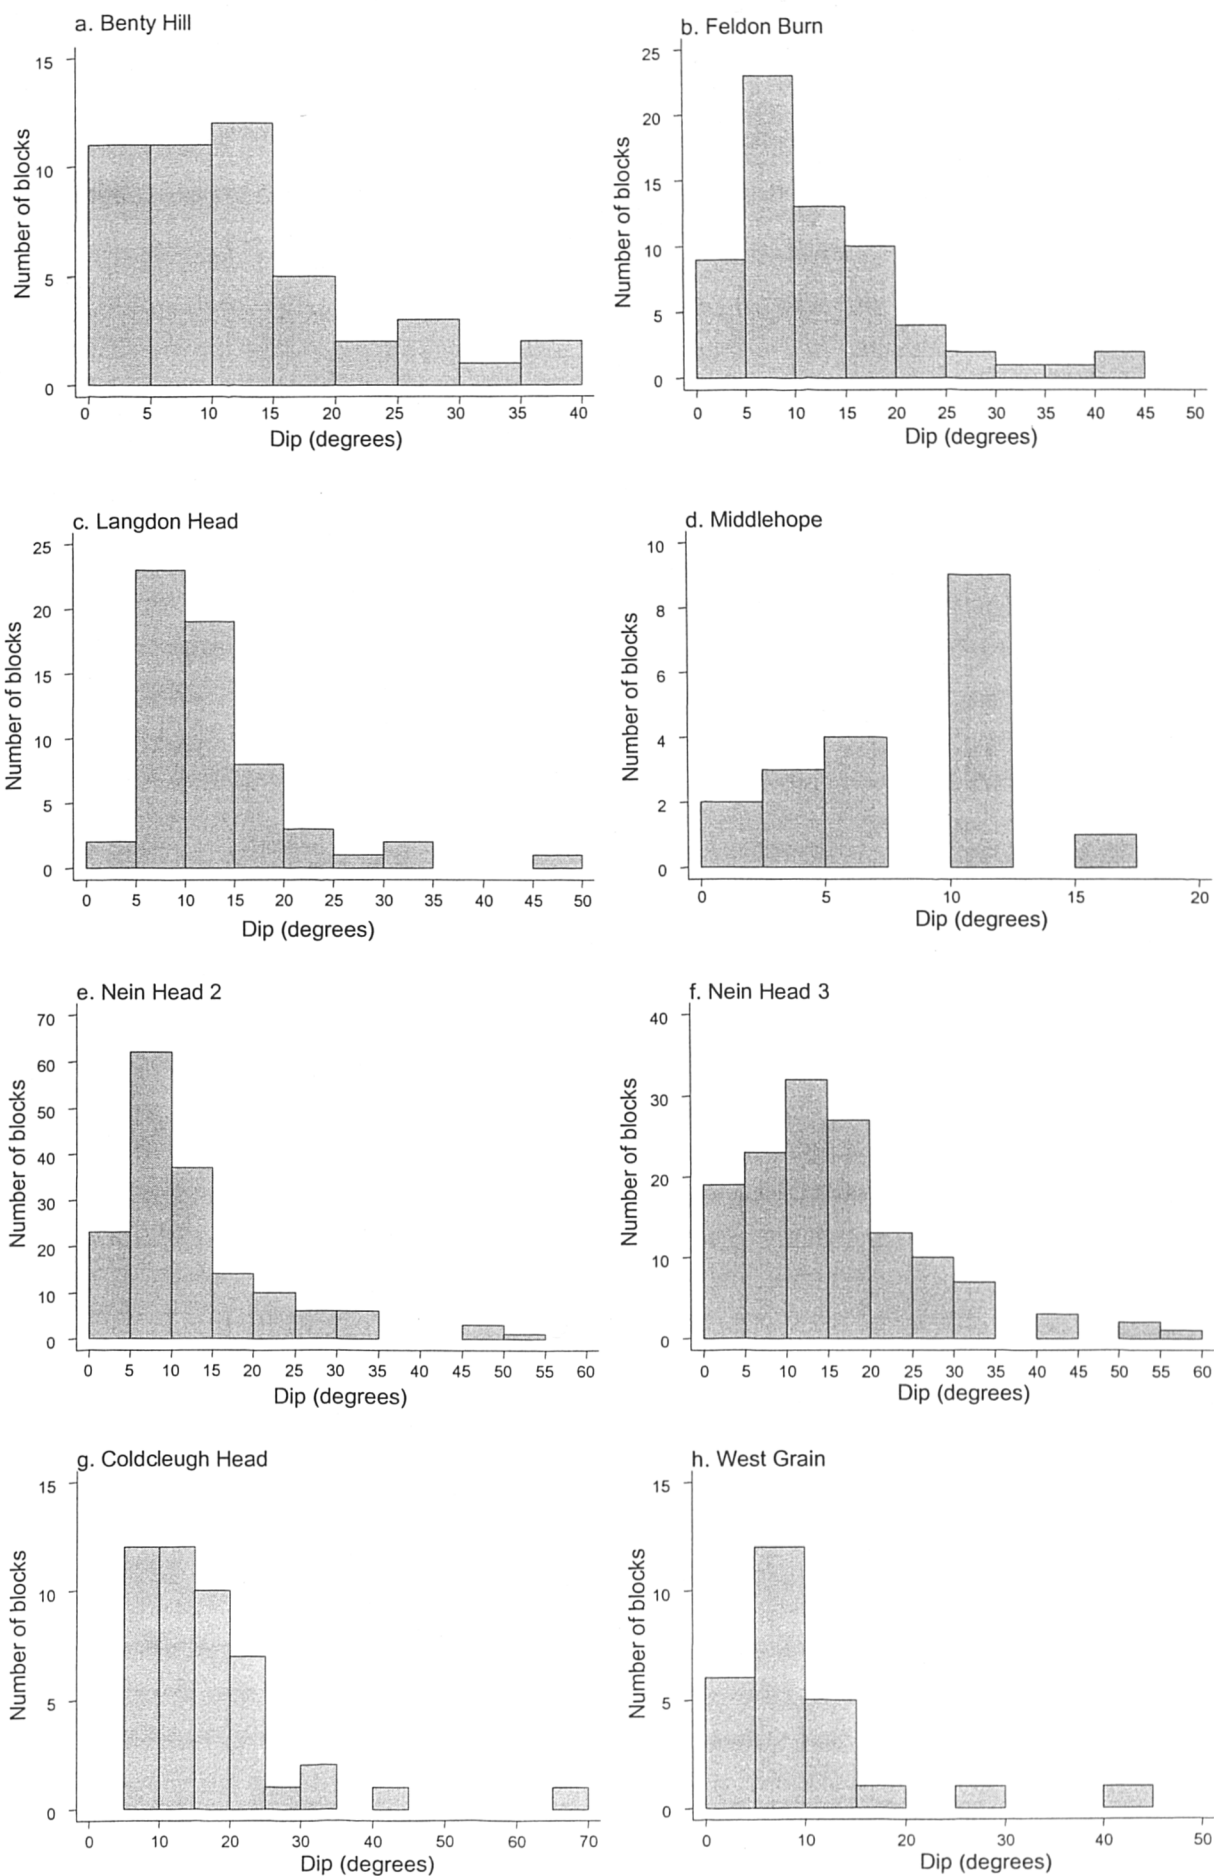 a. Benty Hill
Number of blocks
15
10
5
0
0 5 10 15 20 25 30 35 40
Dip (degrees)
b. Feldon Burn
Number of blocks
25
20
15
10
5
0
0 5 10 15 20 25 30 35 40 45 50
Dip (degrees)
c. Langdon Head
Number of blocks
25
20
15
10
5
0
0 5 10 15 20 25 30 35 40 45 50
Dip (degrees)
d. Middlehope
Number of blocks
10
8
6
4
2
0
0 5 10 15 20
Dip (degrees)
e. Nein Head 2
Number of blocks
70
60
50
40
30
20
10
0
0 5 10 15 20 25 30 35 40 45 50 55 60
Dip (degrees)
f. Nein Head 3
Number of blocks
40
30
20
10
0
0 5 10 15 20 25 30 35 40 45 50 55 60
Dip (degrees)
g. Coldcleugh Head
Number of blocks
15
10
5
0
0 10 20 30 40 50 60 70
Dip (degrees)
h. West Grain
Number of blocks
15
10
5
0
0 10 20 30 40 50
Dip (degrees)